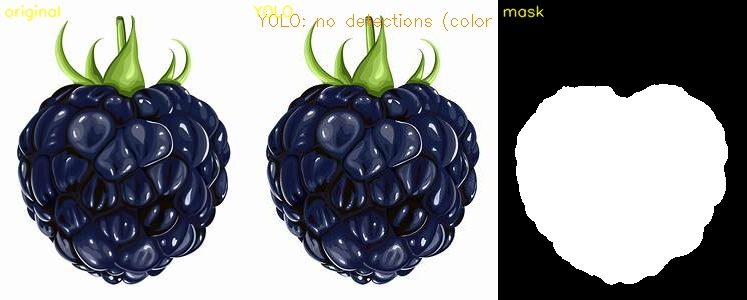 original
YOLO
YOLO: no detections (color
mask